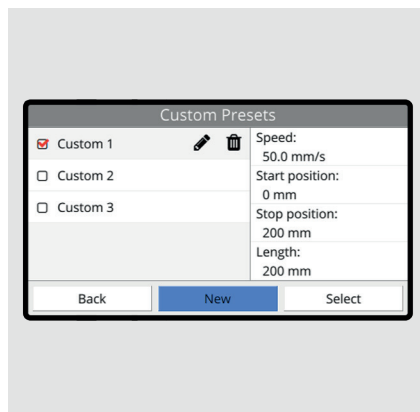 Custom Presets
Custom 1
Custom 2
Custom 3
Speed:
50.0 mm/s
Start position:
0 mm
Stop position:
200 mm
Length:
200 mm
Back
New
Select